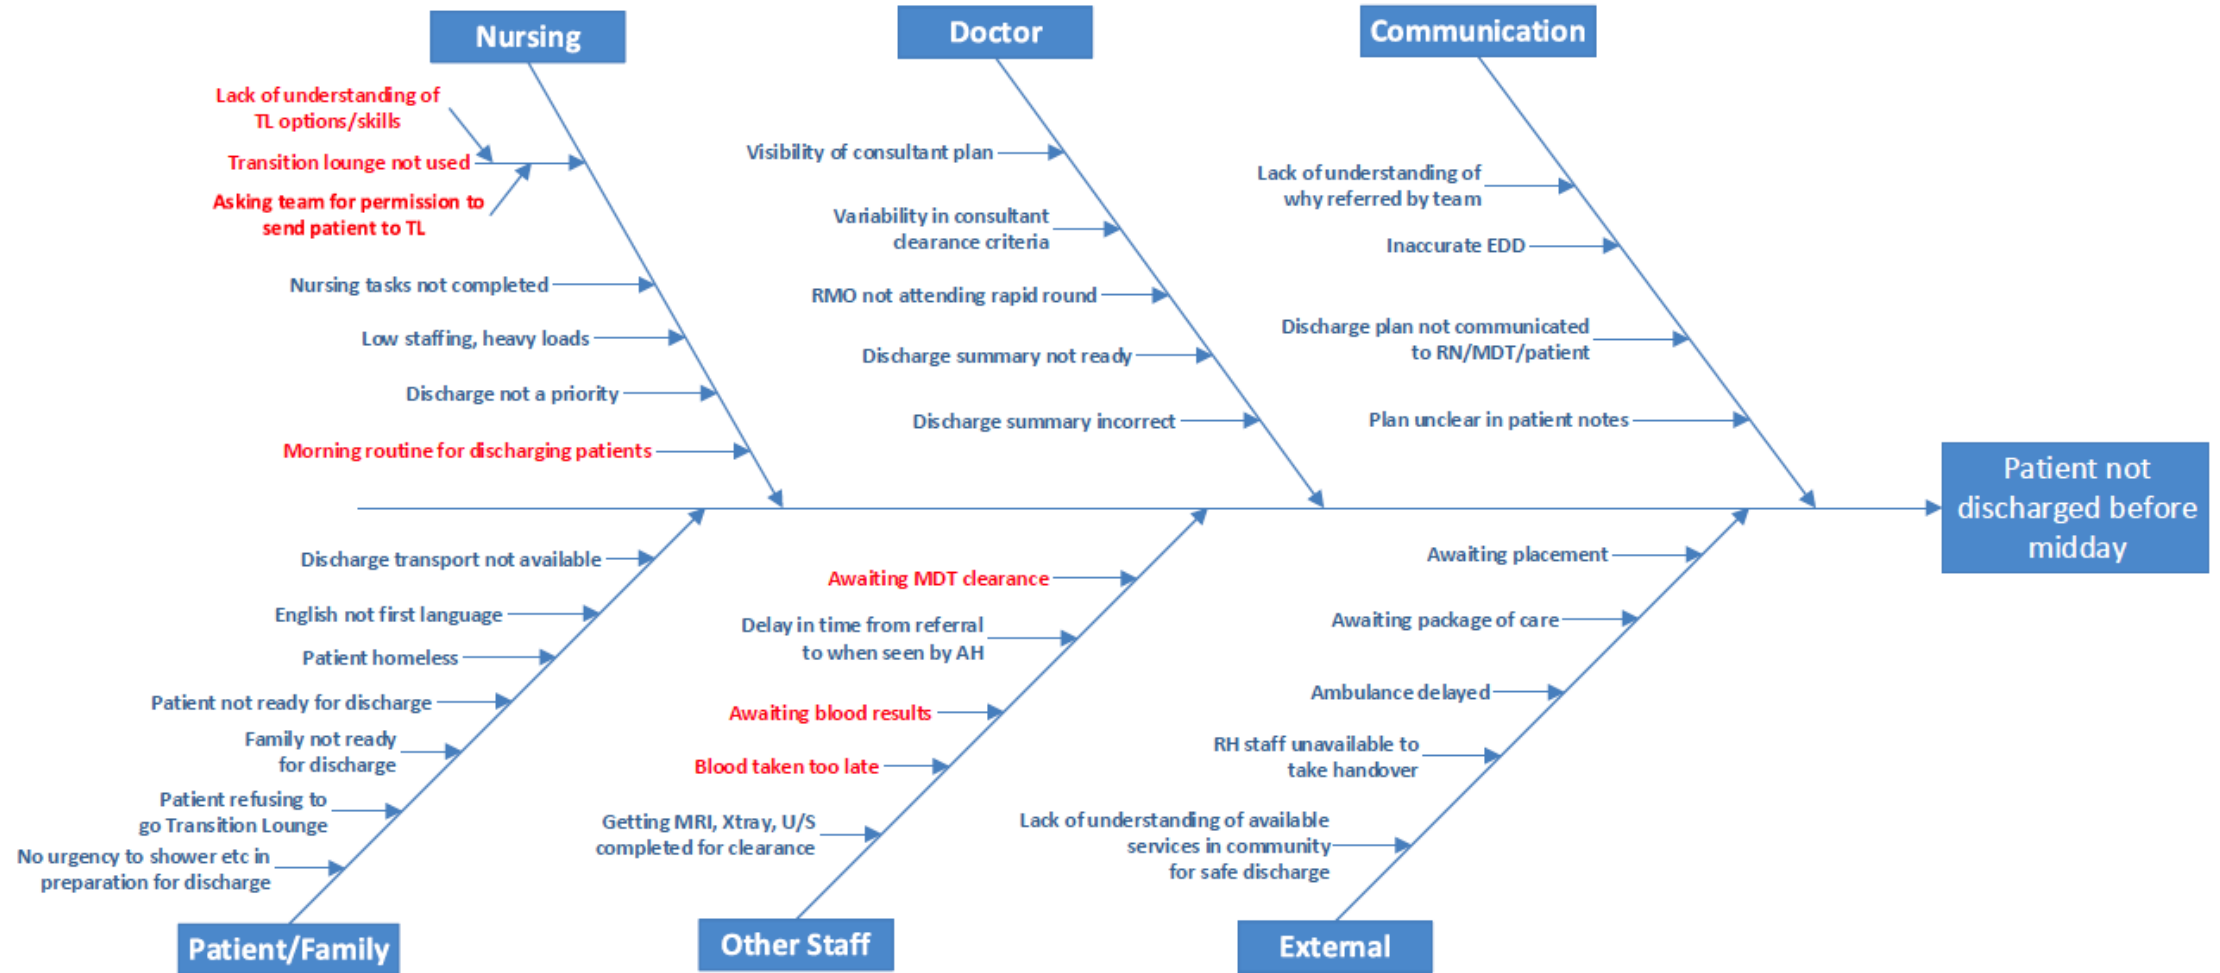 Nursing
Lack of understanding of
TL options/skills
Transition lounge not used
Asking team for permission to
send patient to TL
Nursing tasks not completed
Low staffing, heavy loads
Discharge not a priority
Morning routine for discharging patients
Doctor
Visibility of consultant plan
Variability in consultant
clearance criteria
RMO not attending rapid round
Discharge summary not ready
Discharge summary incorrect
Communication
Lack of understanding of
why referred by team
Inaccurate EDD
Discharge plan not communicated
to RN/MDT/patient
Plan unclear in patient notes
Patient not
discharged before
midday
Discharge transport not available
English not first language
Patient homeless
Patient not ready for discharge
Family not ready
for discharge
Patient refusing to
go Transition Lounge
No urgency to shower etc in
preparation for discharge
Patient/Family
Awaiting MDT clearance
Delay in time from referral
to when seen by AH
Awaiting blood results
Blood taken too late
Getting MRI, Xtray, U/S
completed for clearance
Other Staff
Awaiting placement
Awaiting package of care
Ambulance delayed
RH staff unavailable to
take handover
Lack of understanding of available
services in community
for safe discharge
External